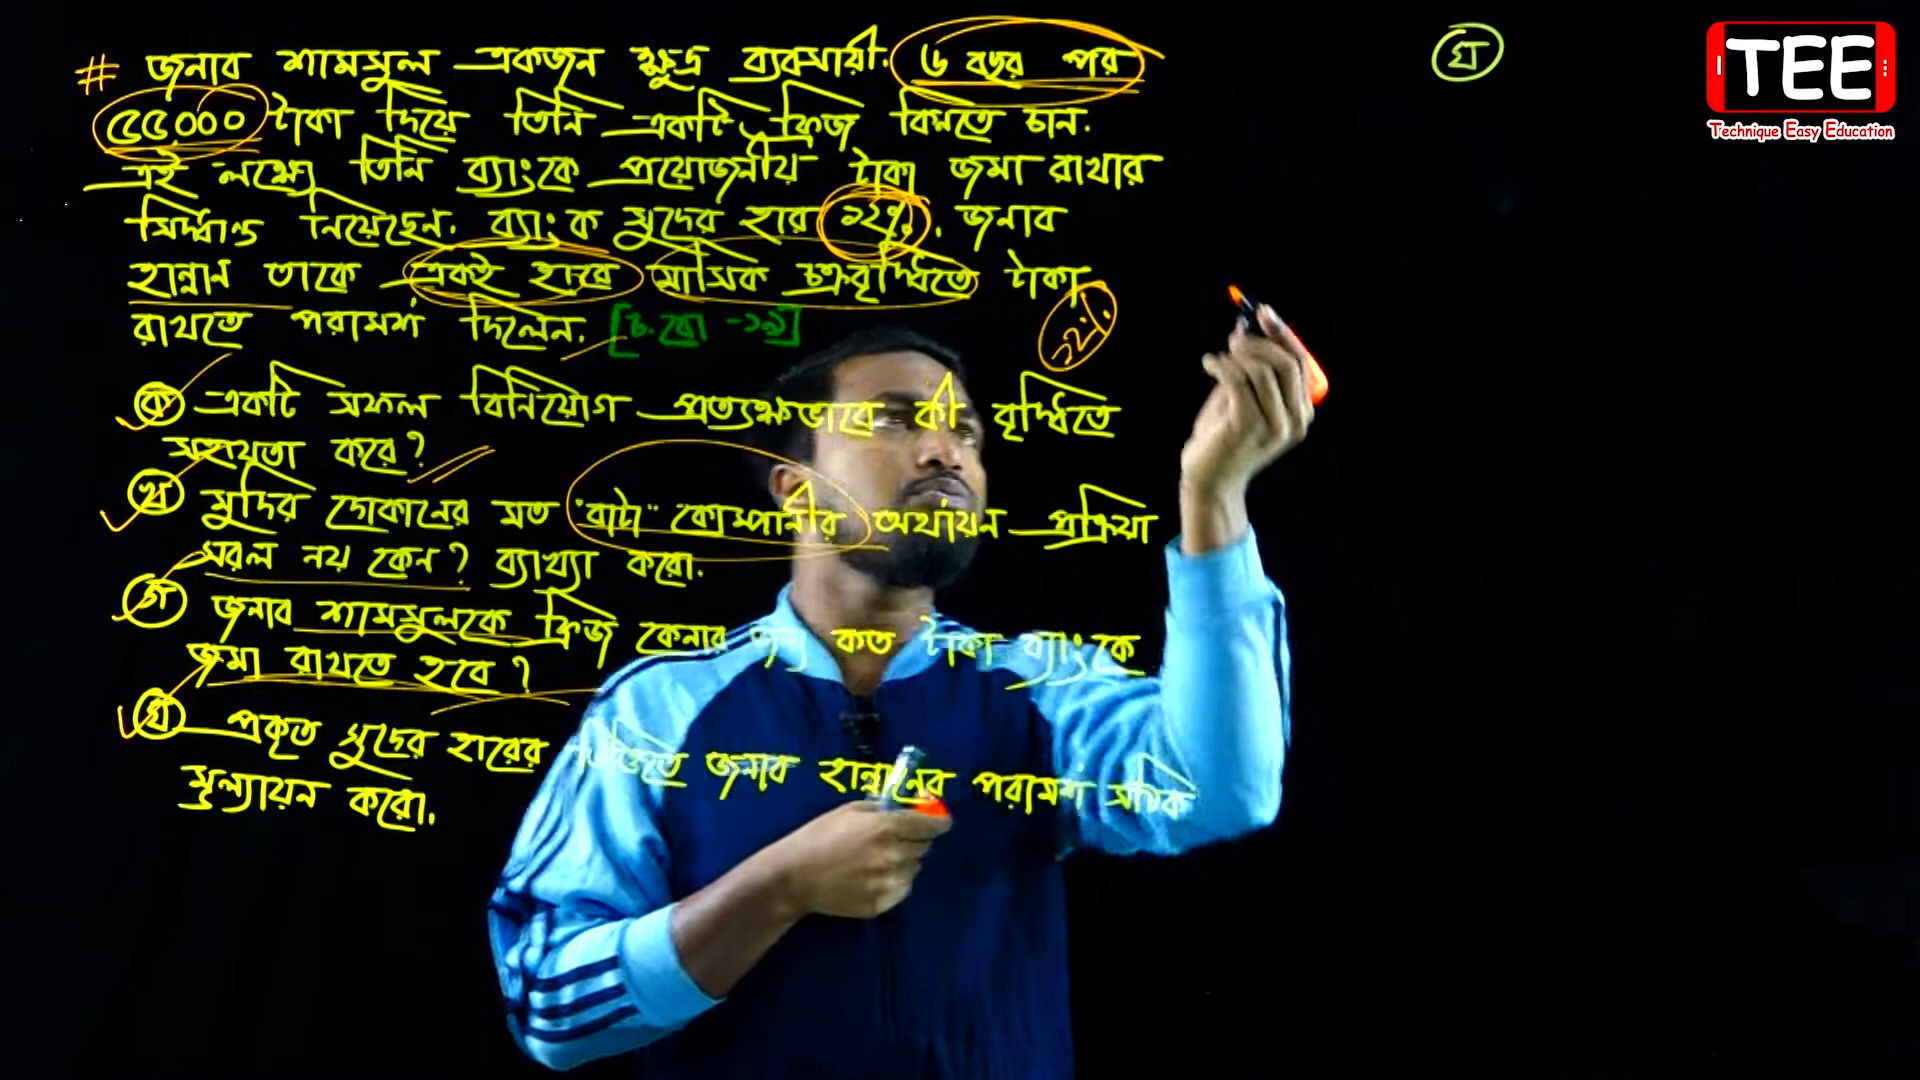 # জনাব শামসুল একজন ক্ষুদ্র ব্যবসায়ী. ৬ বছর পর
৫৫০০০ টাকা দিয়ে তিনি একটি ফ্রিজ কিনতে চান.
এই লক্ষ্যে তিনি ব্যাংকে প্রয়োজনীয় টাকা জমা রাখার
সিদ্ধান্ত নিয়েছেন. ব্যাংক সুদের হার ১২%. জনাব
হান্নান তাকে একই হারে মাসিক চক্রবৃদ্ধিতে টাকা
রাখতে পরামর্শ দিলেন. [চ. বো -১৯]
১২%
ক একটি সফল বিনিয়োগ প্রত্যক্ষভাবে কী বৃদ্ধিতে
সহায়তা করে?
খ মুদির দোকানের মত "বাটা" কোম্পানীর অর্থায়ন প্রক্রিয়া
সরল নয় কেন? ব্যাখ্যা করো.
গ জনাব শামসুলকে ফ্রিজ কেনার জন্য কত টাকা ব্যাংকে
জমা রাখতে হবে?
ঘ প্রকৃত সুদের হারের ভিত্তিতে জনাব হান্নানের পরামর্শ সঠিক
মুল্যায়ন করো.
ঘ
TEE
Technique Easy Education